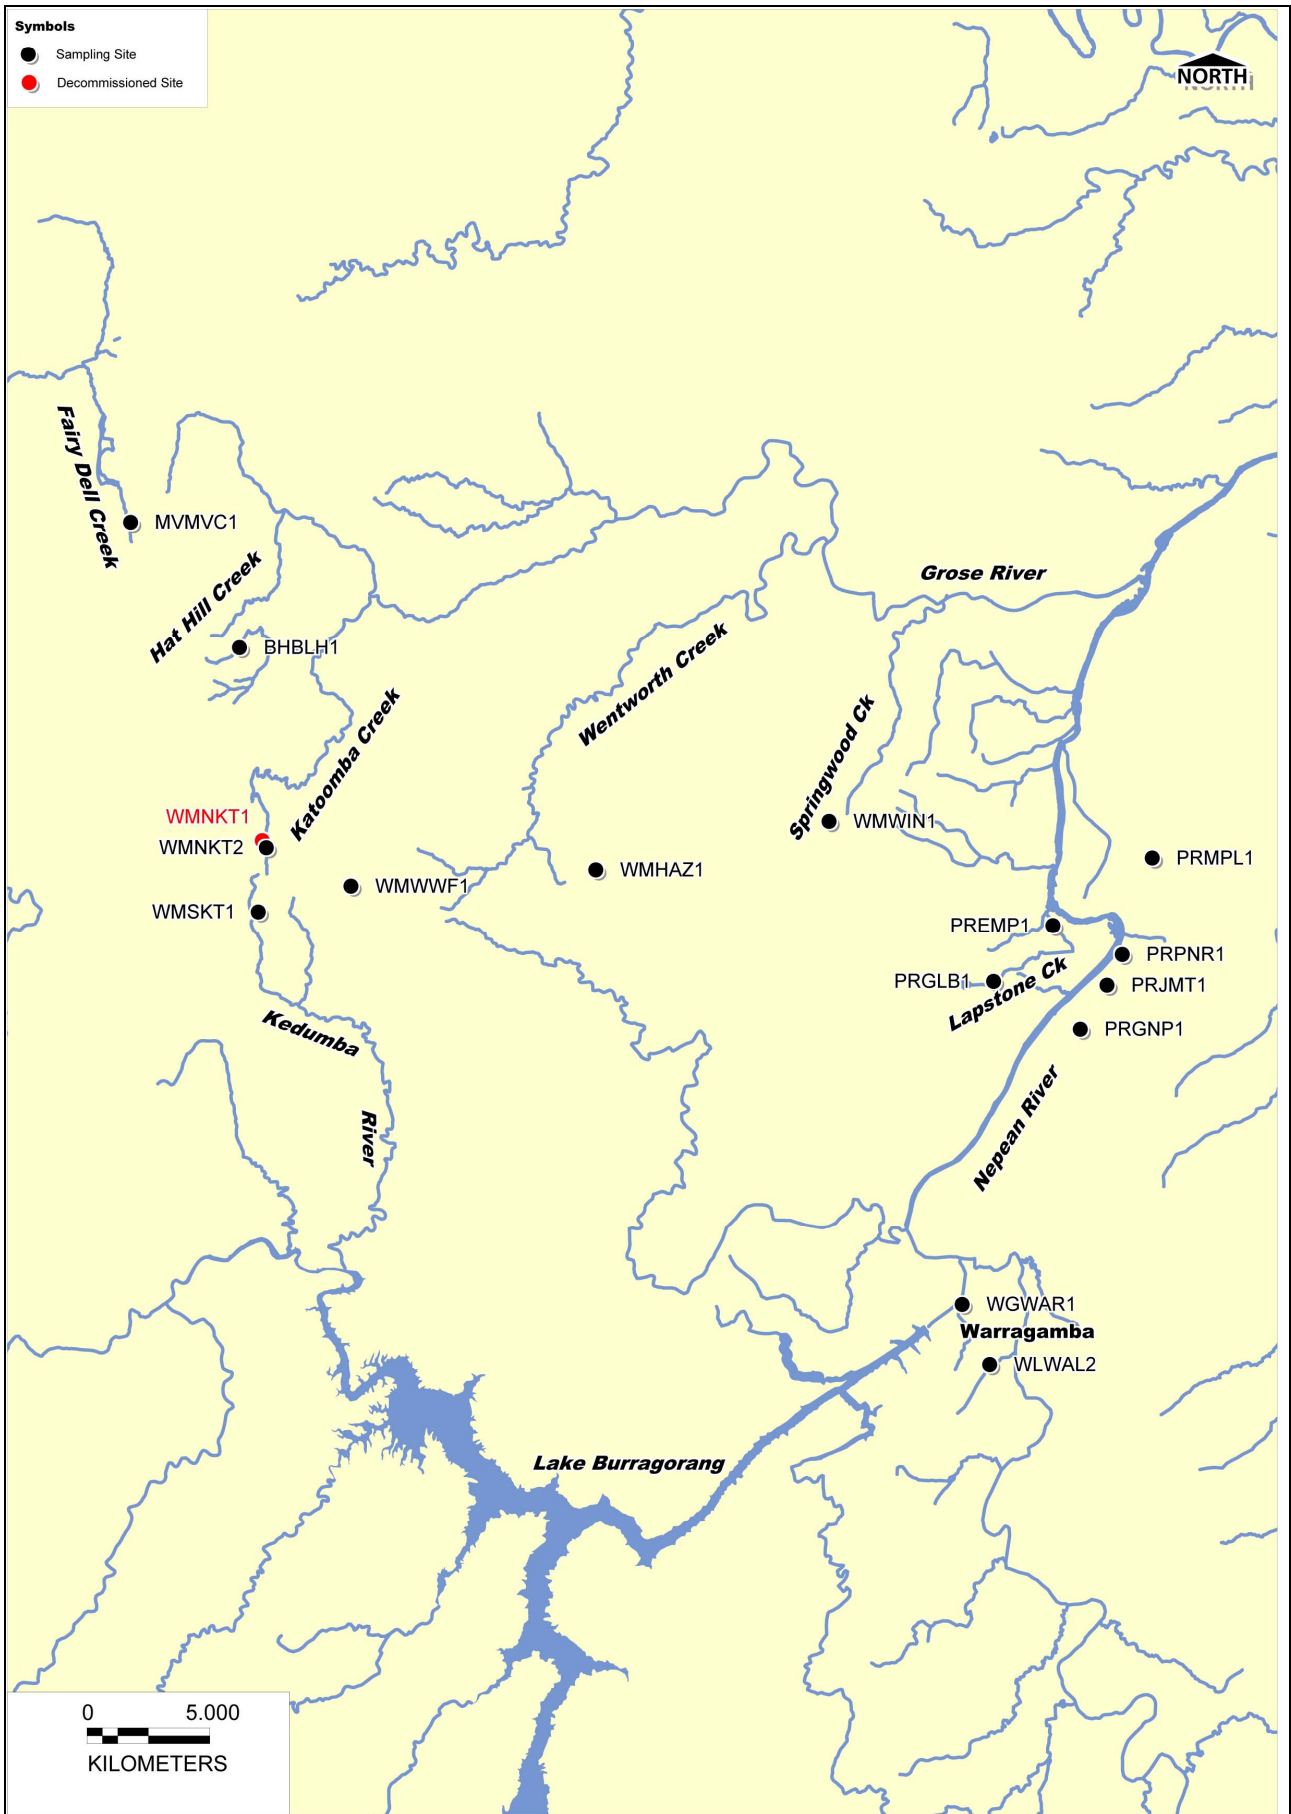 Symbols
Sampling Site
Decommissioned Site
NORTH
Fairy Dell Creek
MVMVC1
Hat Hill Creek
Grose River
BHBLH1
Wentworth Creek
Katoomba Creek
Springwood Ck
WMNKT1
WMWIN1
WMNKT2
PRMPL1
WMHAZ1
WMWWF1
WMSKT1
PREMP1
PRPNR1
PRGLB1
PRJMT1
Lapstone Ck
PRGNP1
Kedumba
River
Nepean River
WGWAR1
Warragamba
WLWAL2
Lake Burragorang
0 5.000
KILOMETERS